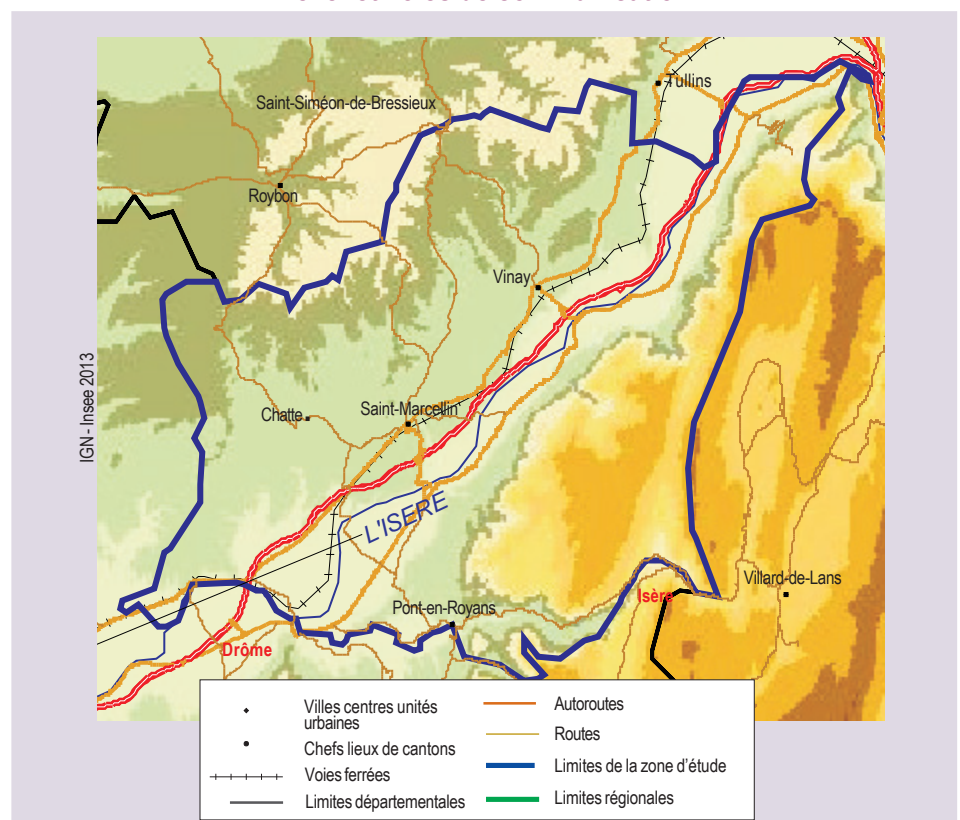 Saint-Siméon-de-Bressieux
Tullins
Roybon
Vinay
IGN - Insee 2013
Chatte
Saint-Marcellin
L'ISERE
Villard-de-Lans
Isère
Pont-en-Royans
Drôme
Villes centres unités
urbaines
Chefs lieux de cantons
Voies ferrées
Limites départementales
Autoroutes
Routes
Limites de la zone d'étude
Limites régionales